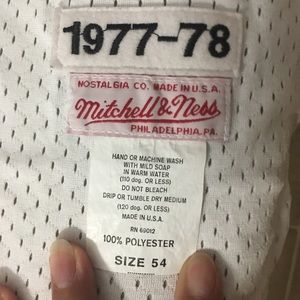 1977-78
NOSTALGIA CO. MADE IN U.S.A.
Mitchell & Ness
PHILADELPHIA, PA.
HAND OR MACHINE WASH
WITH MILD SOAP
IN WARM WATER
(110 deg. OR LESS)
DO NOT BLEACH
DRIP OR TUMBLE DRY MEDIUM
(120 deg. OR LESS)
MADE IN U.S.A.
RN 69012
100% POLYESTER
SIZE 54